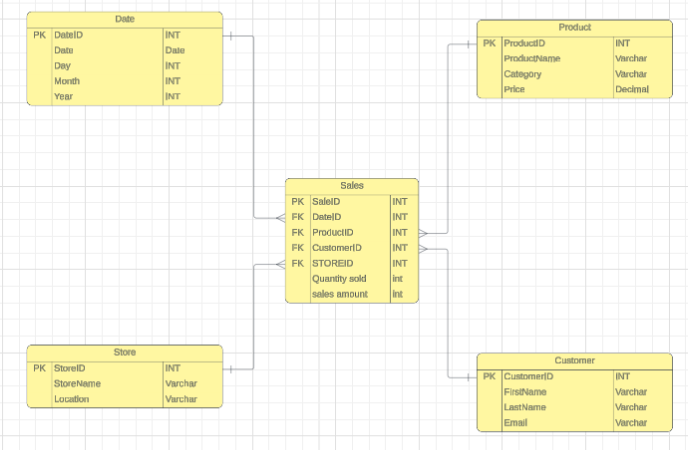 Date
PK DateID INT
Date Date
Day INT
Month INT
Year INT
Product
PK ProductID INT
ProductName Varchar
Category Varchar
Price Decimal
Sales
PK SaleID INT
FK DateID INT
FK ProductID INT
FK CustomerID INT
FK STOREID INT
Quantity sold int
sales amount int
Store
PK StoreID INT
StoreName Varchar
Location Varchar
Customer
PK CustomerID INT
FirstName Varchar
LastName Varchar
Email Varchar